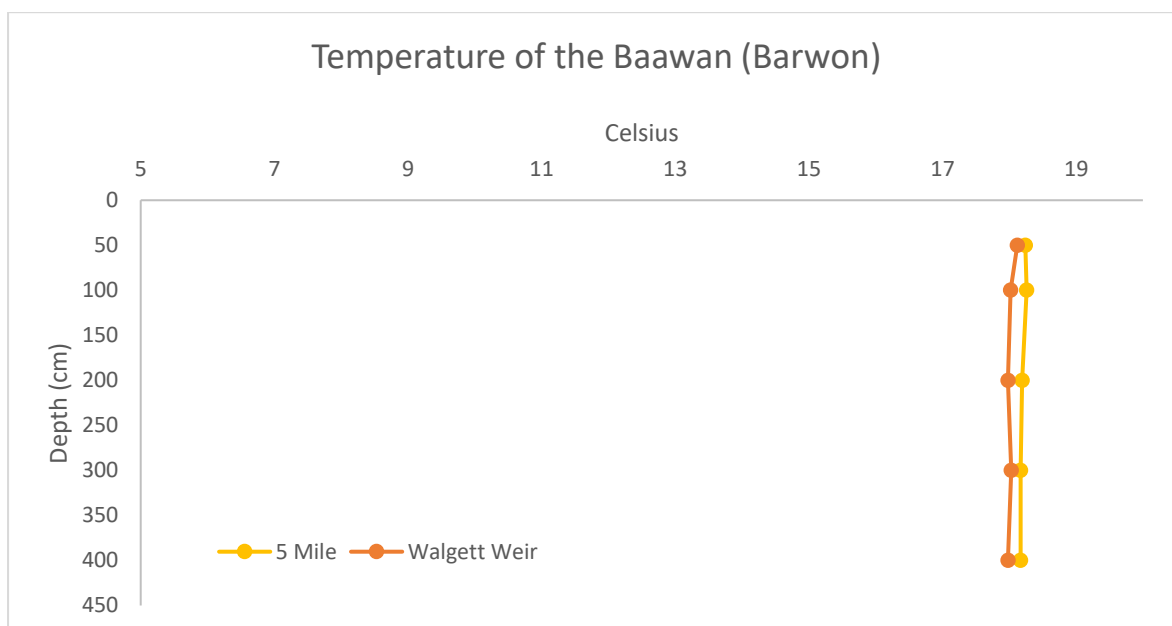 Temperature of the Baawan (Barwon)
Celsius
5 7 9 11 13 15 17 19
0
50
100
150
200
250
300
350
400
450
Depth (cm)
5 Mile Walgett Weir